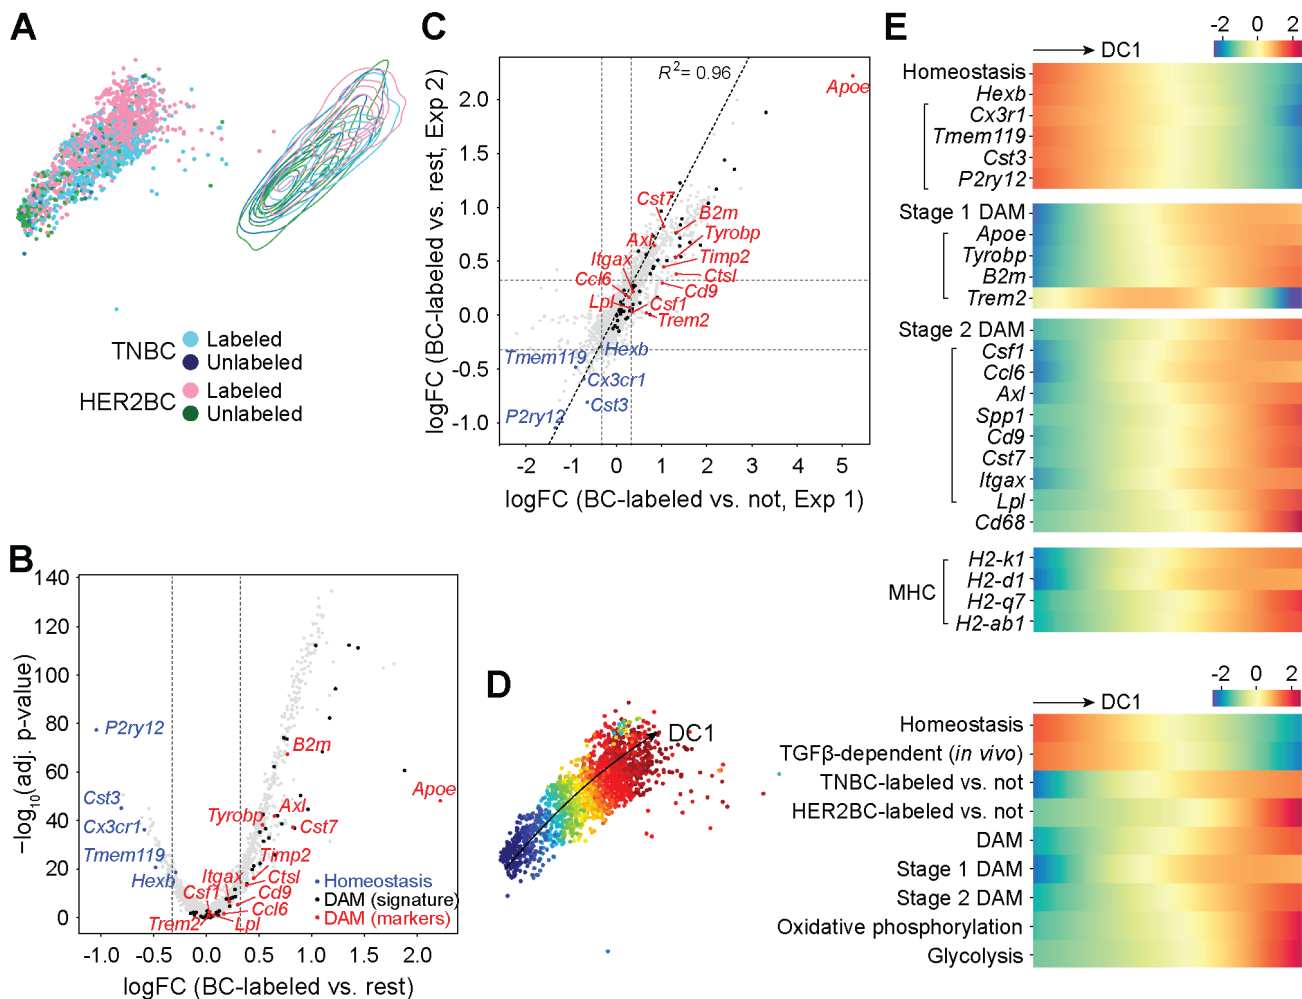 A
TNBC
Labeled
Unlabeled
HER2BC
Labeled
Unlabeled
B
−log10(adj. p-value)
140
120
100
80
60
40
20
0
P2ry12
Cst3
Cx3cr1
Tmem119
Hexb
B2m
Apoe
Tyrobp
Axl
Cst7
Timp2
Itgax
Ctsl
Csf1
Cd9
Ccl6
Trem2
Lpl
Homeostasis
DAM (signature)
DAM (markers)
-1.0 -0.5 0.0 0.5 1.0 1.5 2.0
logFC (BC-labeled vs. rest)
C
logFC (BC-labeled vs. rest, Exp 2)
2.0
1.5
1.0
0.5
0.0
-0.5
-1.0
R2= 0.96
Apoe
Cst7
B2m
Axl
Tyrobp
Itgax
Timp2
Ccl6
Ctsl
Cd9
Lpl
Csf1
Trem2
Tmem119
Hexb
Cx3cr1
Cst3
P2ry12
-2 -1 0 1 2 3 4 5
logFC (BC-labeled vs. not, Exp 1)
D
DC1
E
-2 0 2
DC1
Homeostasis
Hexb
Cx3r1
Tmem119
Cst3
P2ry12
Stage 1 DAM
Apoe
Tyrobp
B2m
Trem2
Stage 2 DAM
Csf1
Ccl6
Axl
Spp1
Cd9
Cst7
Itgax
Lpl
Cd68
MHC
H2-k1
H2-d1
H2-q7
H2-ab1
-2 0 2
DC1
Homeostasis
TGFβ-dependent (in vivo)
TNBC-labeled vs. not
HER2BC-labeled vs. not
DAM
Stage 1 DAM
Stage 2 DAM
Oxidative phosphorylation
Glycolysis